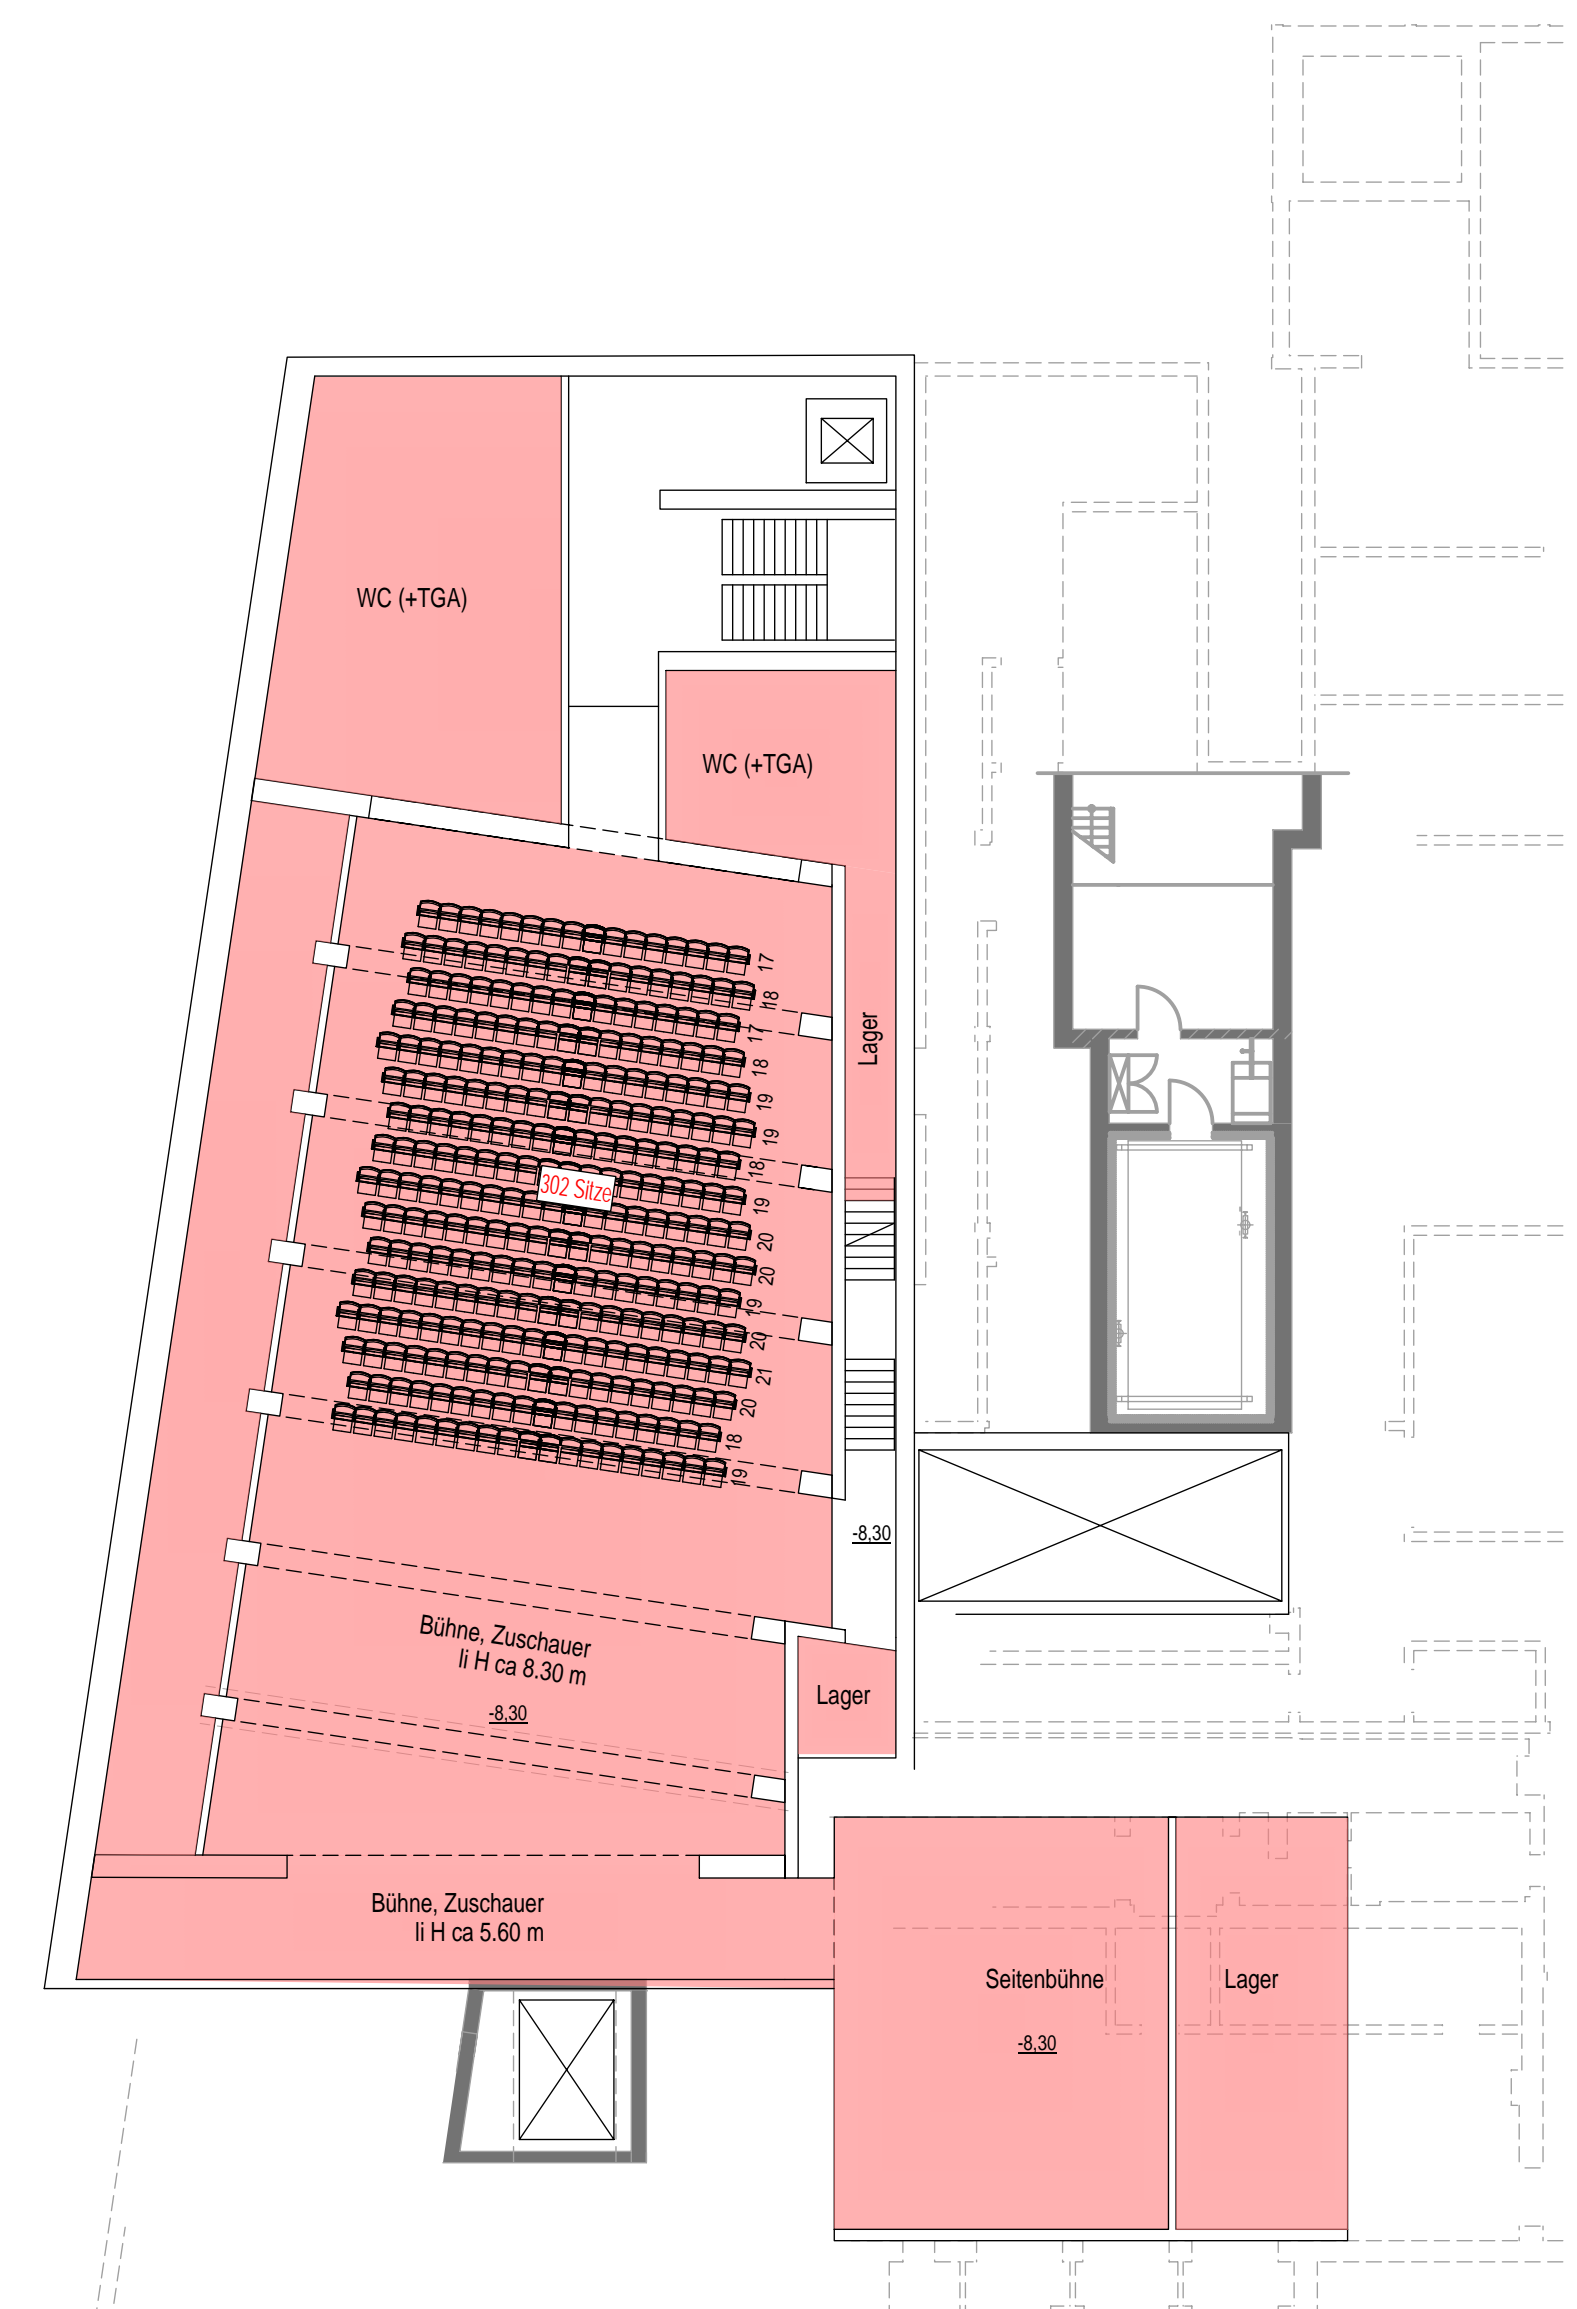 WC (+TGA)
WC (+TGA)
17
18
17
18
19
19
18
19
20
20
19
20
21
20
18
19
302 Sitze
Lager
-8,30
Bühne, Zuschauer
li H ca 8.30 m
-8,30
Lager
Bühne, Zuschauer
li H ca 5.60 m
Seitenbühne
-8,30
Lager